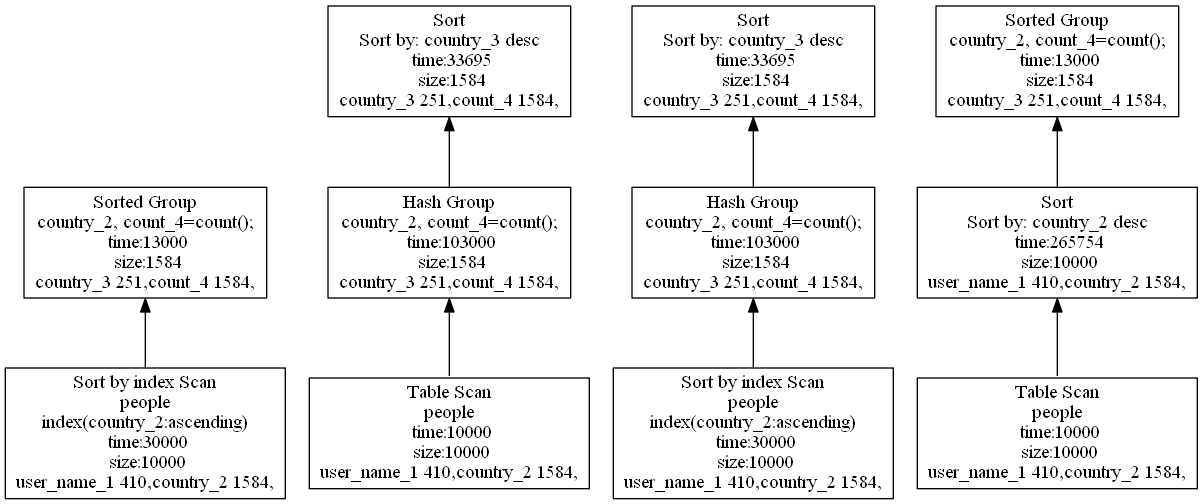 Sort
Sort by: country_3 desc
time:33695
size:1584
country_3 251,count_4 1584,
Sort
Sort by: country_3 desc
time:33695
size:1584
country_3 251,count_4 1584,
Sorted Group
country_2, count_4=count();
time:13000
size:1584
country_3 251,count_4 1584,
Sorted Group
country_2, count_4=count();
time:13000
size:1584
country_3 251,count_4 1584,
Hash Group
country_2, count_4=count();
time:103000
size:1584
country_3 251,count_4 1584,
Hash Group
country_2, count_4=count();
time:103000
size:1584
country_3 251,count_4 1584,
Sort
Sort by: country_2 desc
time:265754
size:10000
user_name_1 410,country_2 1584,
Sort by index Scan
people
index(country_2:ascending)
time:30000
size:10000
user_name_1 410,country_2 1584,
Table Scan
people
time:10000
size:10000
user_name_1 410,country_2 1584,
Sort by index Scan
people
index(country_2:ascending)
time:30000
size:10000
user_name_1 410,country_2 1584,
Table Scan
people
time:10000
size:10000
user_name_1 410,country_2 1584,